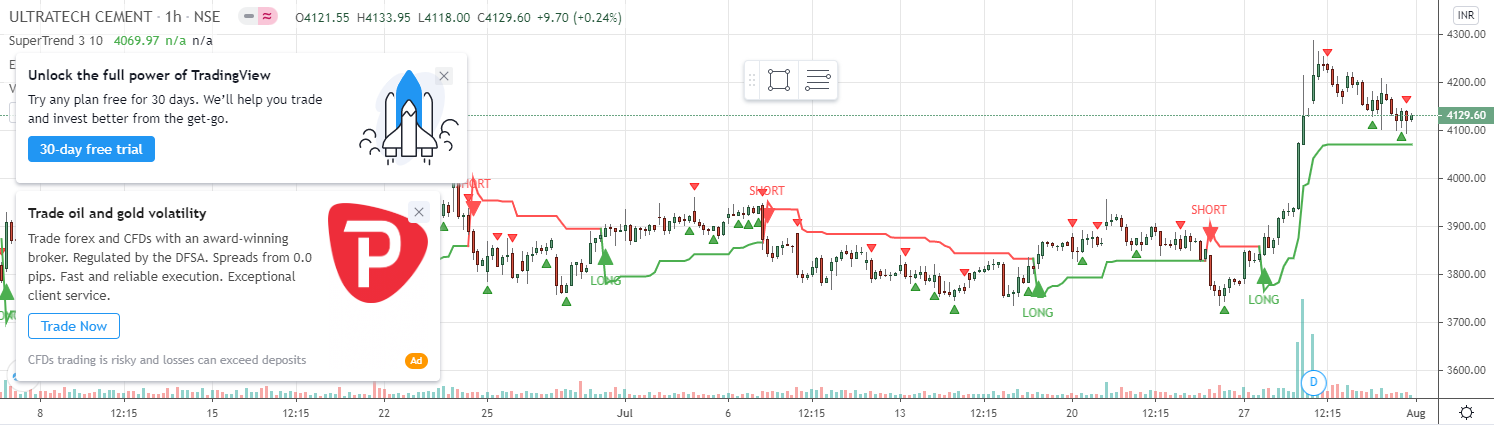 ULTRATECH CEMENT · 1h · NSE
O4121.55 H4133.95 L4118.00 C4129.60 +9.70 (+0.24%)
INR
SuperTrend 3 10 4069.97 n/a n/a
Unlock the full power of TradingView
Try any plan free for 30 days. We'll help you trade
and invest better from the get-go.
30-day free trial
Trade oil and gold volatility
Trade forex and CFDs with an award-winning
broker. Regulated by the DFSA. Spreads from 0.0
pips. Fast and reliable execution. Exceptional
client service.
Trade Now
CFDs trading is risky and losses can exceed deposits
Ad
P
SHORT
SHORT
LONG
LONG
SHORT
LONG
D
4300.00
4200.00
4129.60
4100.00
4000.00
3900.00
3800.00
3700.00
3600.00
8 12:15 15 12:15 22 25 Jul 6 12:15 13 12:15 20 12:15 27 12:15 Aug